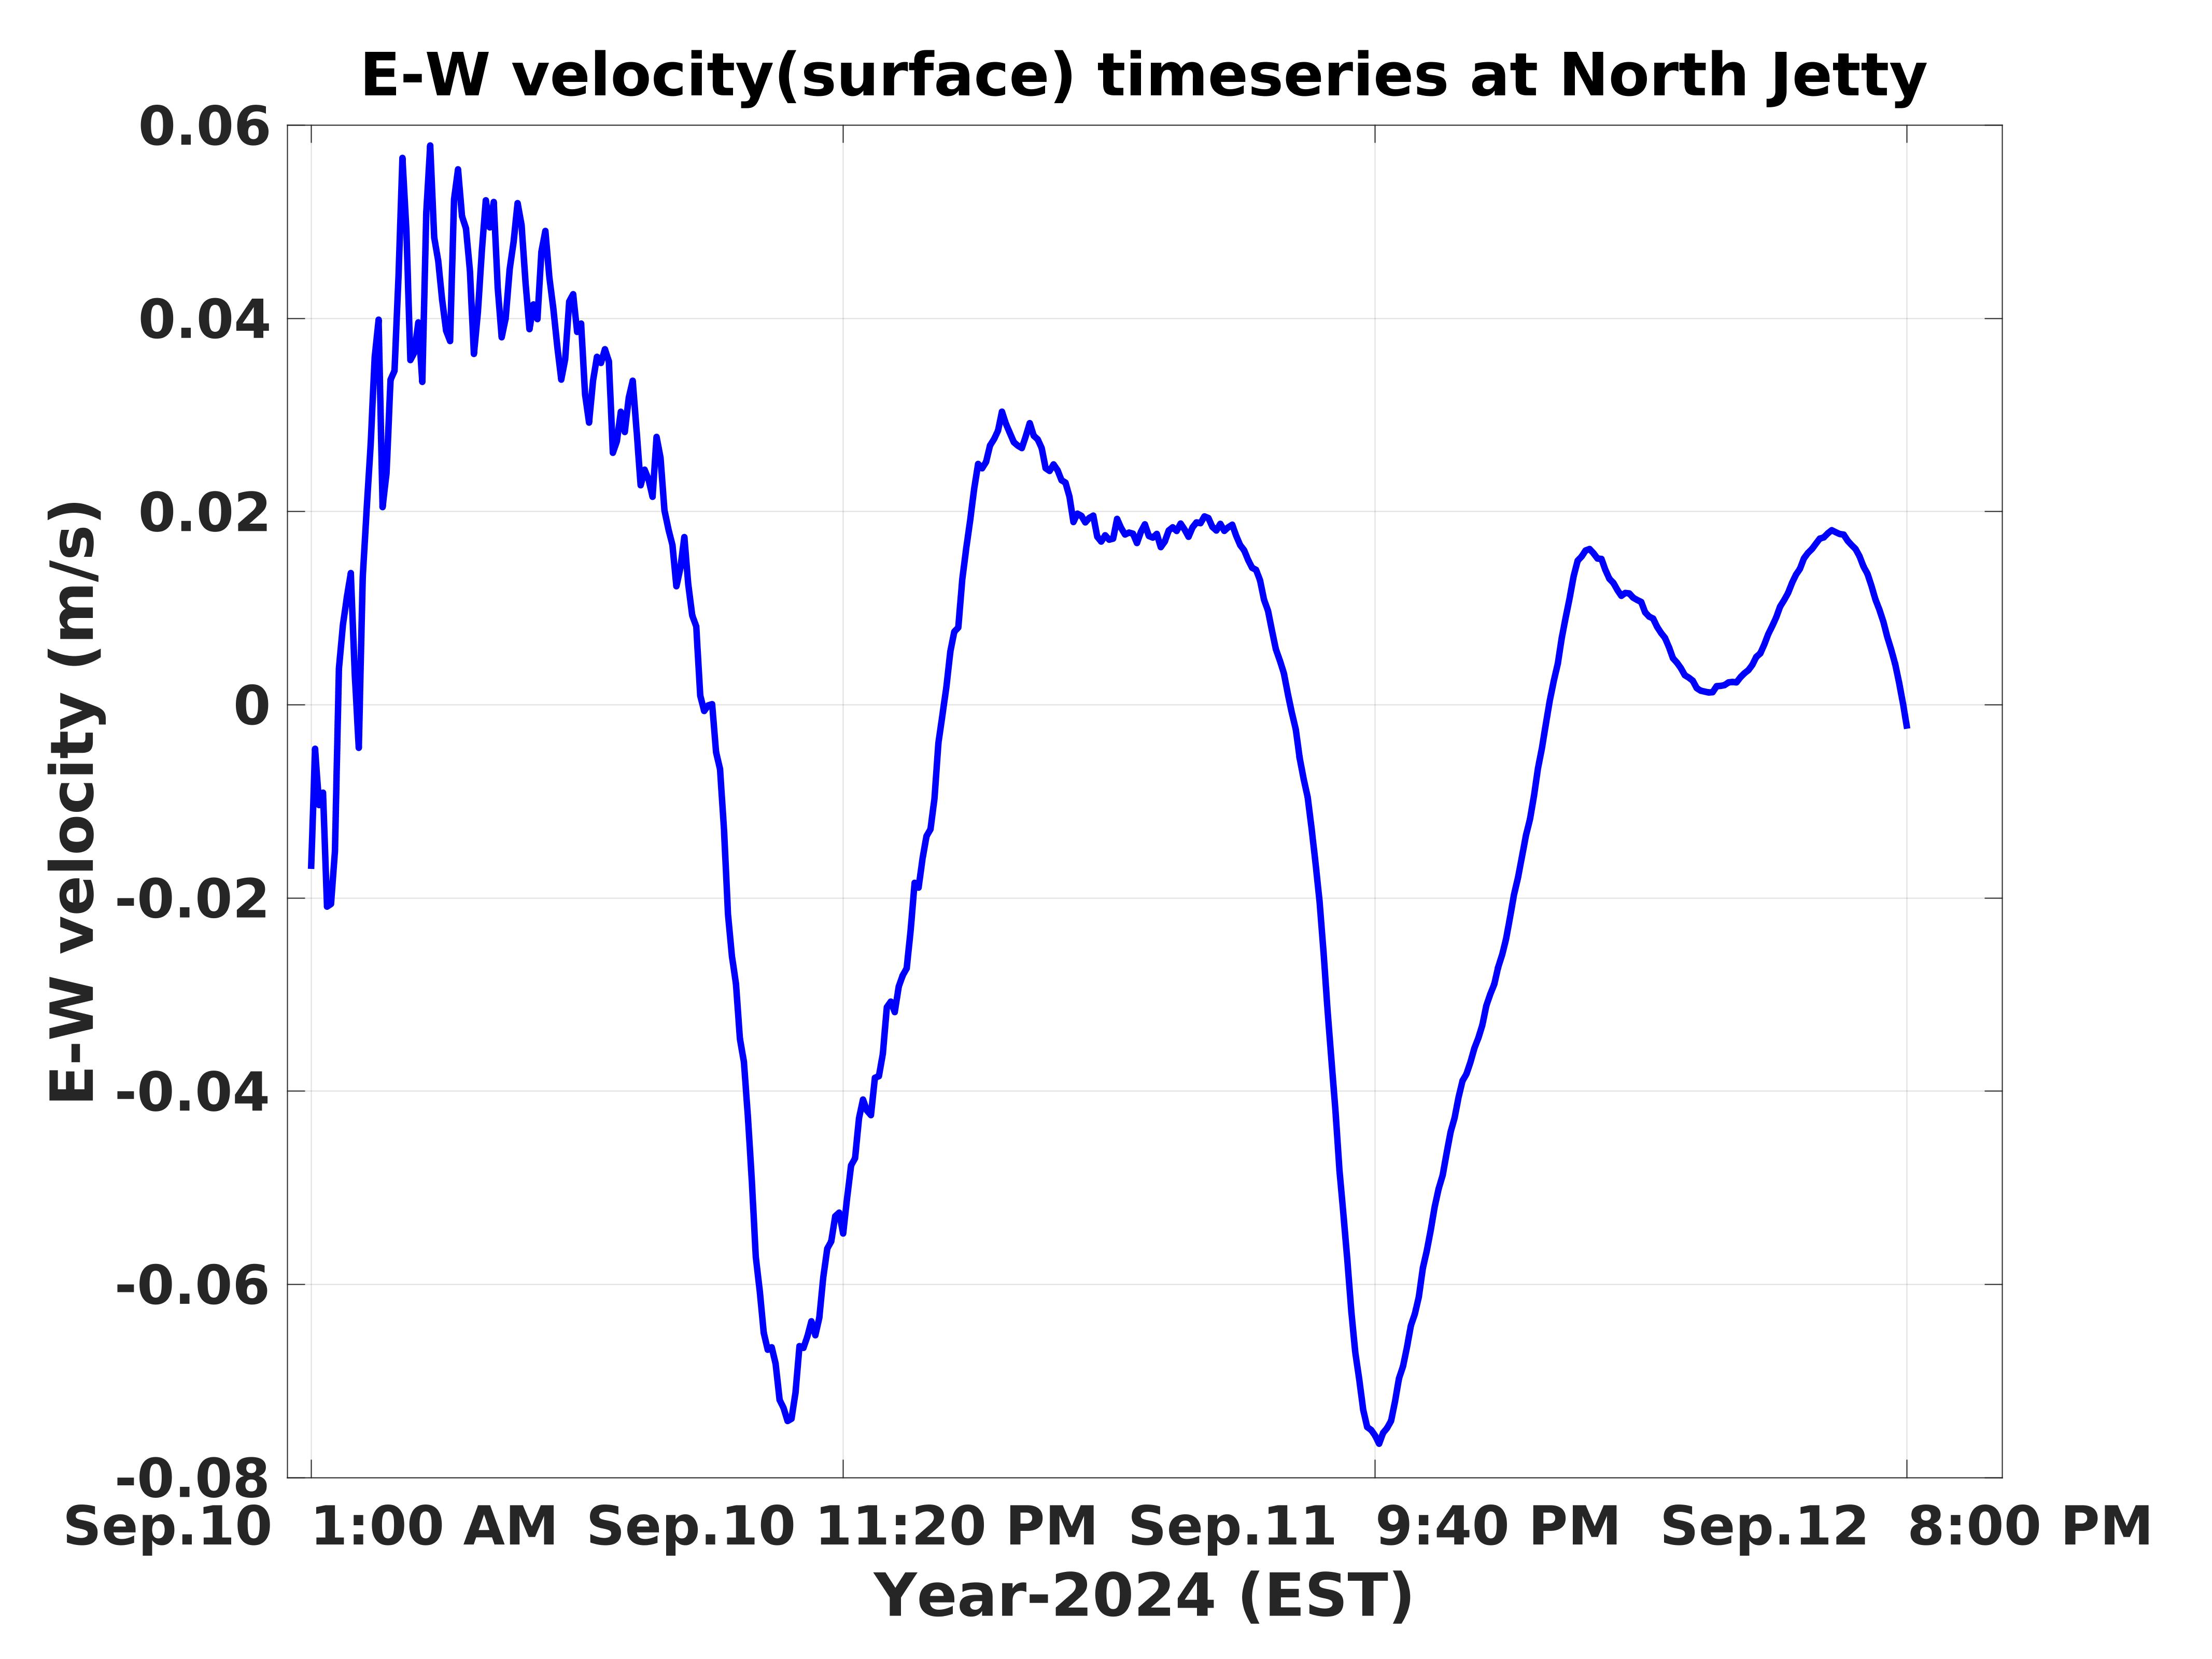 E-W velocity(surface) timeseries at North Jetty
0.06
0.04
0.02
0
-0.02
-0.04
-0.06
-0.08
E-W velocity (m/s)
Sep.10 1:00 AM Sep.10 11:20 PM Sep.11 9:40 PM Sep.12 8:00 PM
Year-2024 (EST)